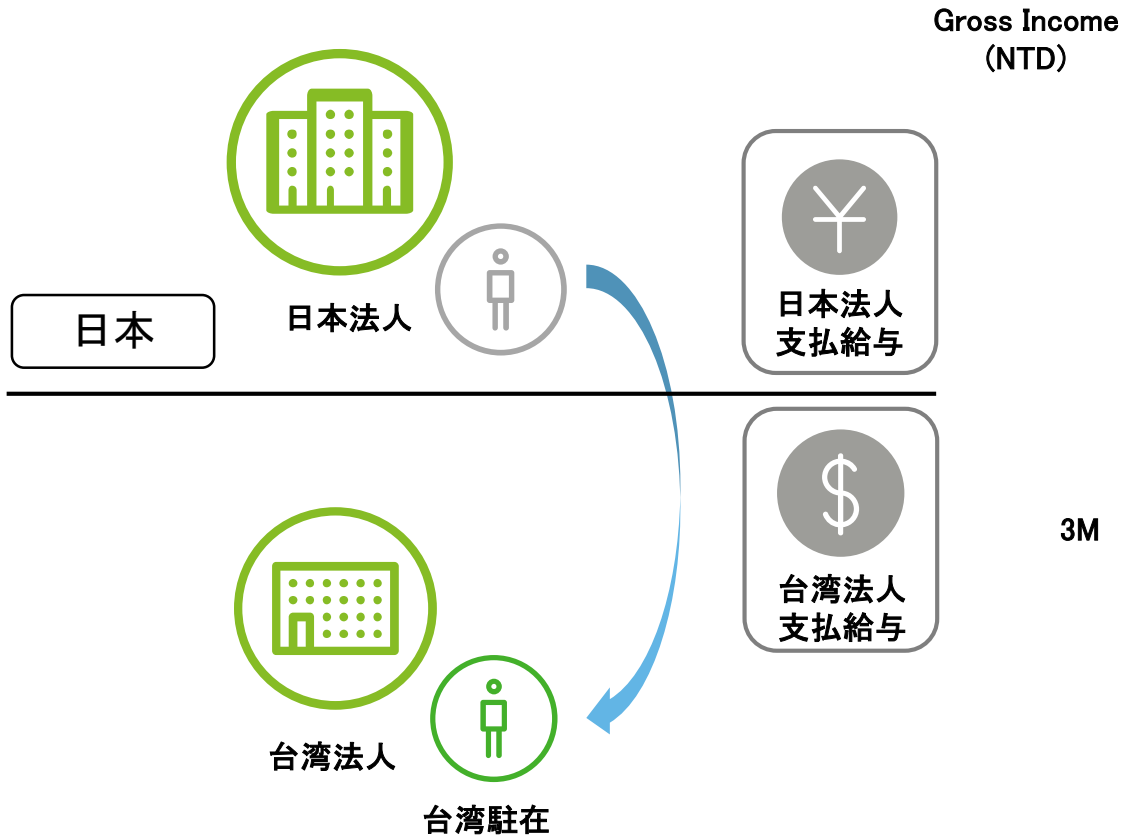 Gross Income
(NTD)
日本
日本法人
日本法人
支払給与
3M
台湾法人
支払給与
台湾法人
台湾駐在